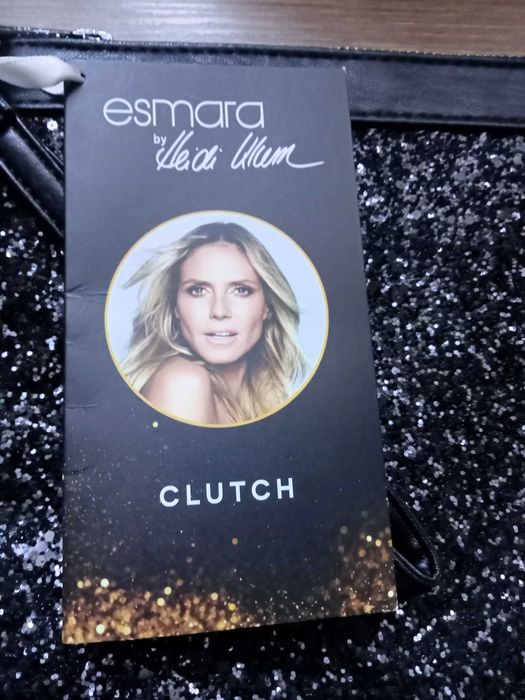 esmara
by Heidi Klum
CLUTCH